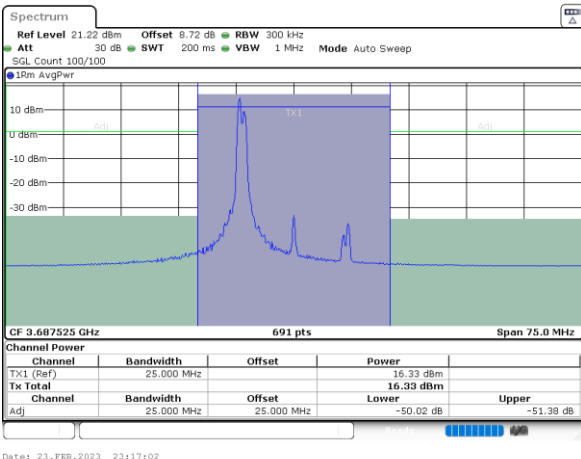 Spectrum
Ref Level 21.22 dBm Offset 8.72 dB RBW 300 kHz
Att 30 dB SWT 200 ms VBW 1 MHz Mode Auto Sweep
SGL Count 100/100
1Rm AvgPwr
10 dBm
TX1
Adj
Adj
0 dBm
-10 dBm
-20 dBm
-30 dBm
CF 3.687525 GHz 691 pts Span 75.0 MHz
Channel Power
Channel Bandwidth Offset Power
TX1 (Ref) 25.000 MHz 16.33 dBm
Tx Total 16.33 dBm
Channel Bandwidth Offset Lower Upper
Adj 25.000 MHz 25.000 MHz -50.02 dB -51.38 dB
Ready
Date: 23.FEB.2023 23:17:02